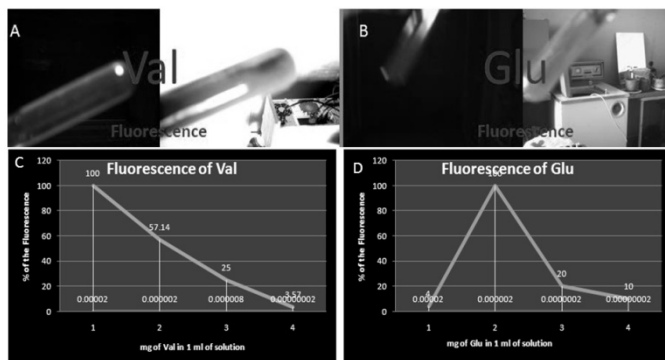 A
Val
Fluorescence
B
Glu
Fluorescence
C
Fluorescence of Val
% of the Fluorescence
120
100
80
60
40
20
0
100
57.14
25
3.57
0.00002
0.000002
0.0000008
0.00000002
1
2
3
4
mg of Val in 1 ml of solution
D
Fluorescence of Glu
% of the Fluorescence
120
100
80
60
40
20
0
4
100
20
10
0.00002
0.000002
0.0000002
0.00000002
1
2
3
4
mg of Glu in 1 ml of solution